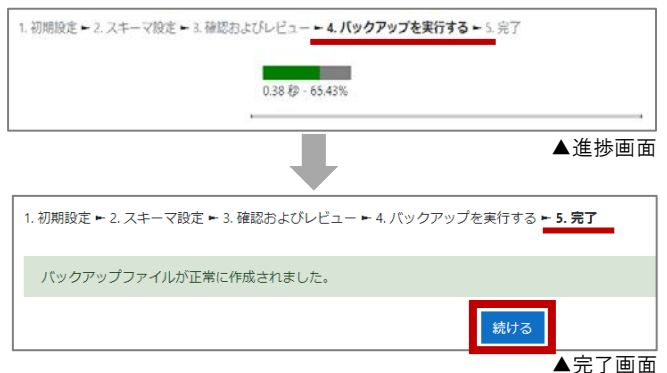 1. 初期設定 ► 2. スキーマ設定 ► 3. 確認およびレビュー ► 4. バックアップを実行する ► 5. 完了
0.38 秒 - 65.43%
▲進捗画面
1. 初期設定 ► 2. スキーマ設定 ► 3. 確認およびレビュー ► 4. バックアップを実行する ► 5. 完了
バックアップファイルが正常に作成されました。
続ける
▲完了画面